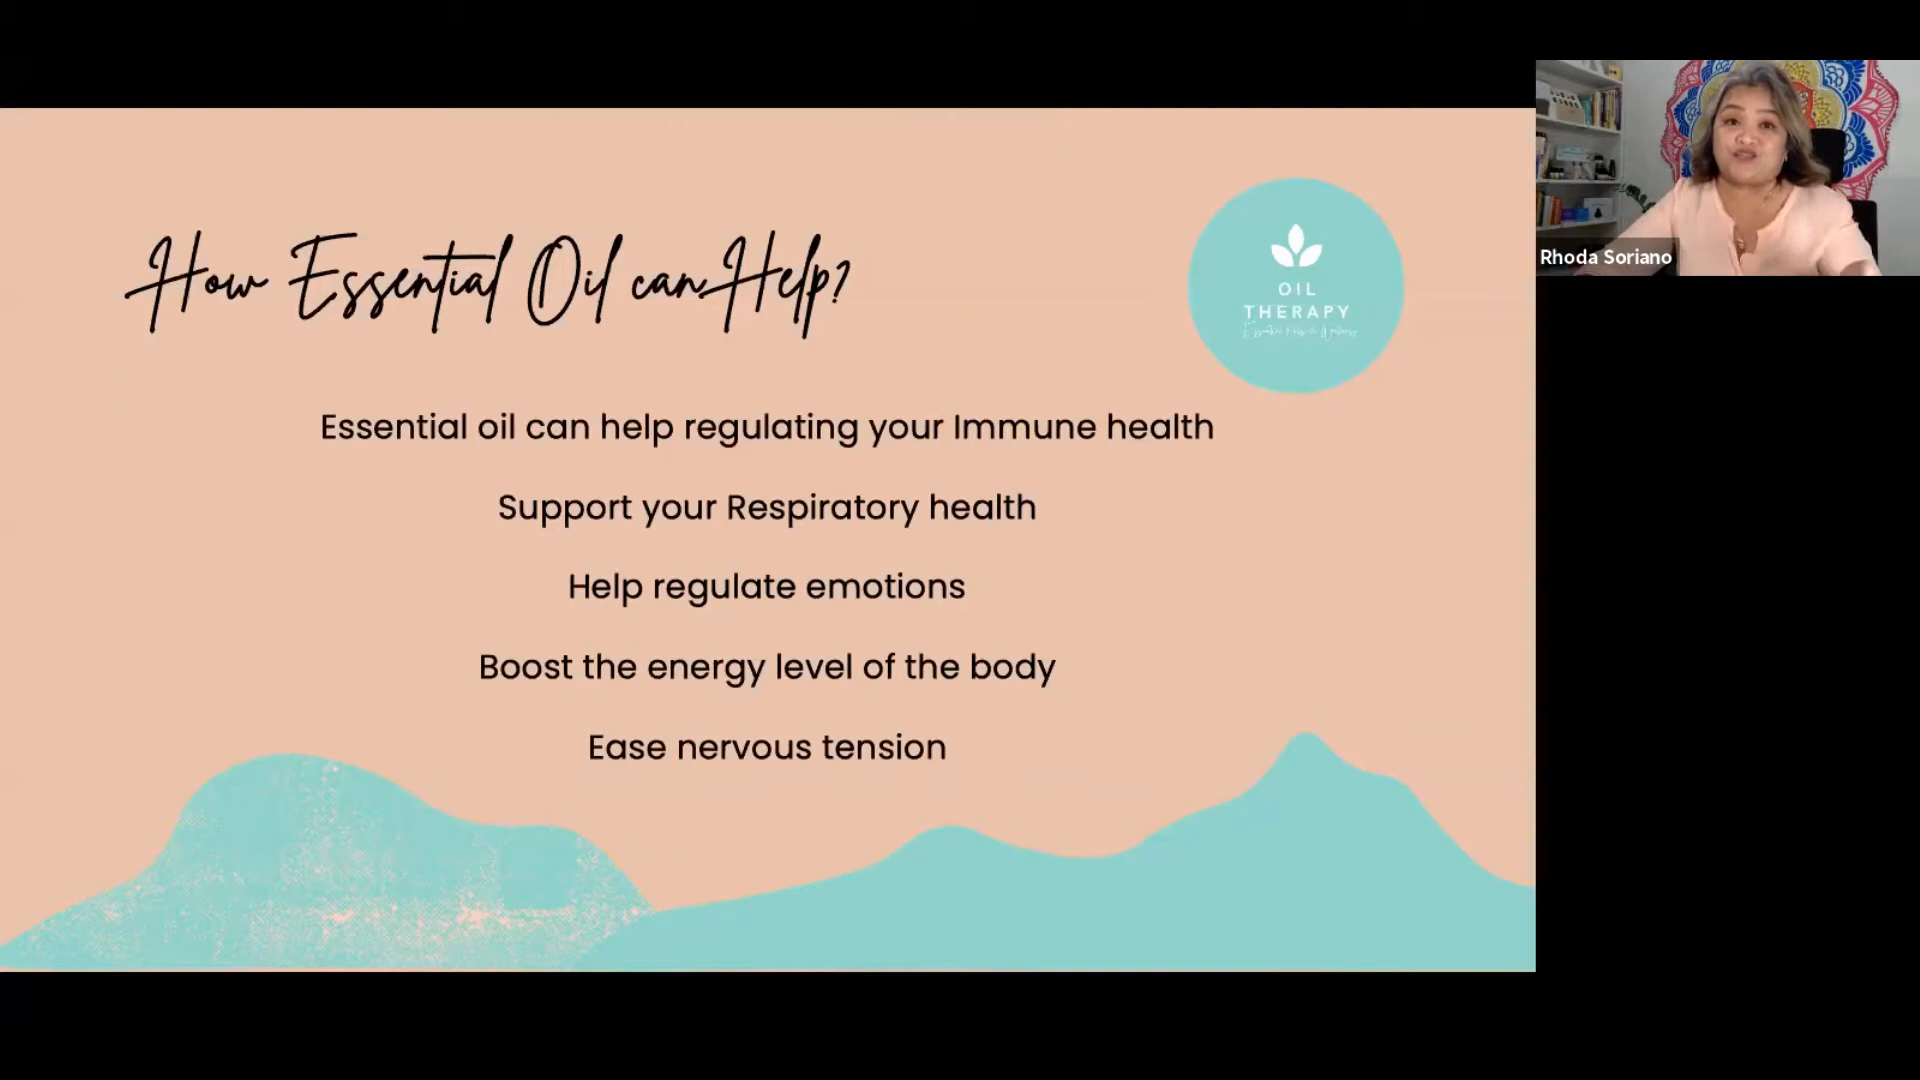 How Essential Oil can Help?
OIL
THERAPY
Essential oil can help regulating your Immune health
Support your Respiratory health
Help regulate emotions
Boost the energy level of the body
Ease nervous tension
Rhoda Soriano